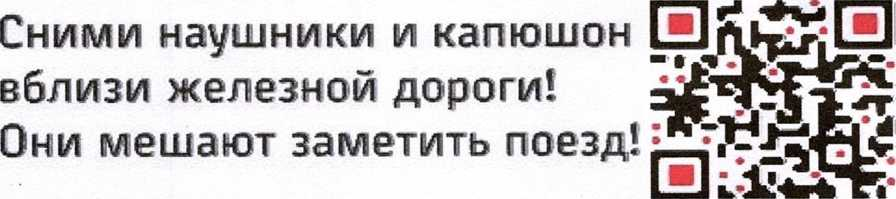 Сними наушники и капюшон
вблизи железной дороги!
Они мешают заметить поезд!